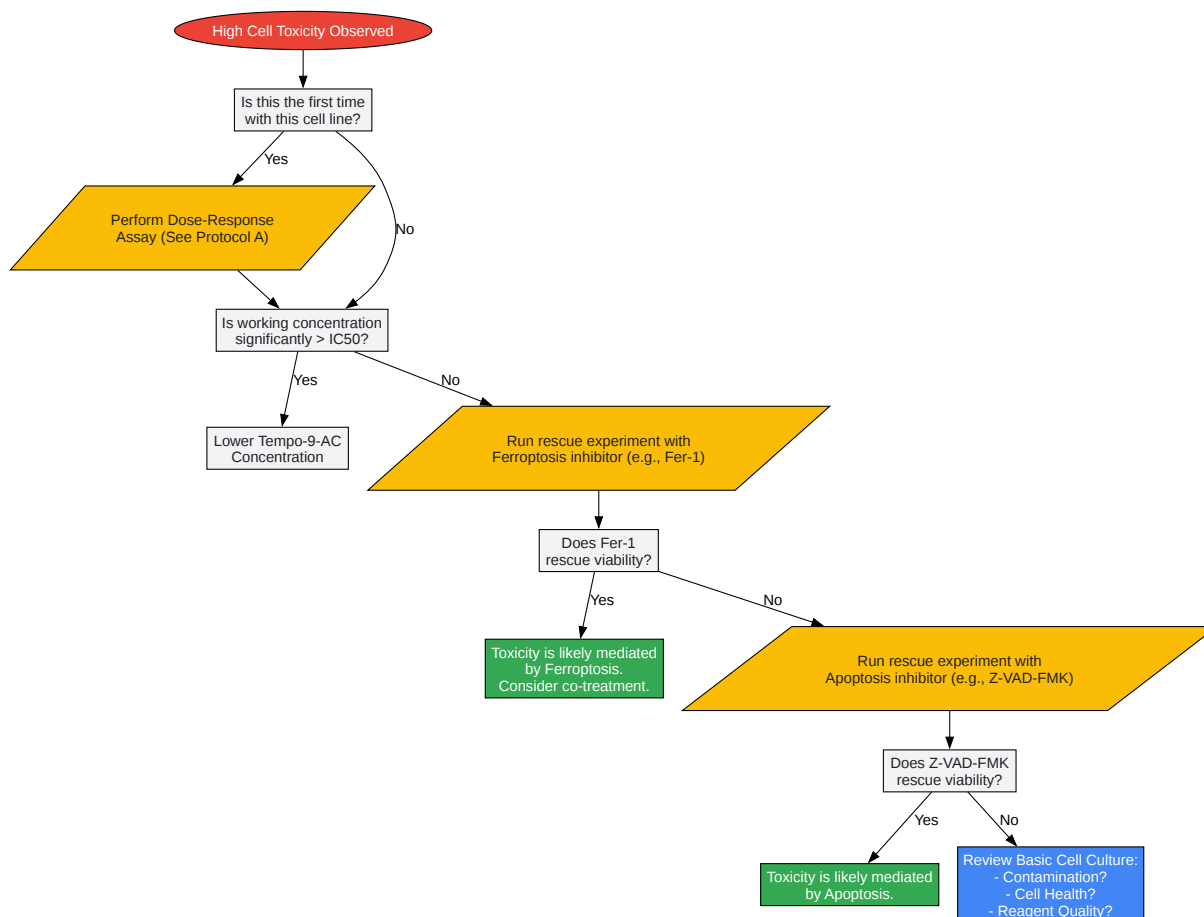 High Cell Toxicity Observed
Is this the first time
with this cell line?
Yes
No
Perform Dose-Response
Assay (See Protocol A)
Is working concentration
significantly > IC50?
Yes
No
Lower Tempo-9-AC
Concentration
Run rescue experiment with
Ferroptosis inhibitor (e.g., Fer-1)
Does Fer-1
rescue viability?
Yes
No
Toxicity is likely mediated
by Ferroptosis.
Consider co-treatment.
Run rescue experiment with
Apoptosis inhibitor (e.g., Z-VAD-FMK)
Does Z-VAD-FMK
rescue viability?
Yes
No
Toxicity is likely mediated
by Apoptosis.
Review Basic Cell Culture:
- Contamination?
- Cell Health?
- Reagent Quality?